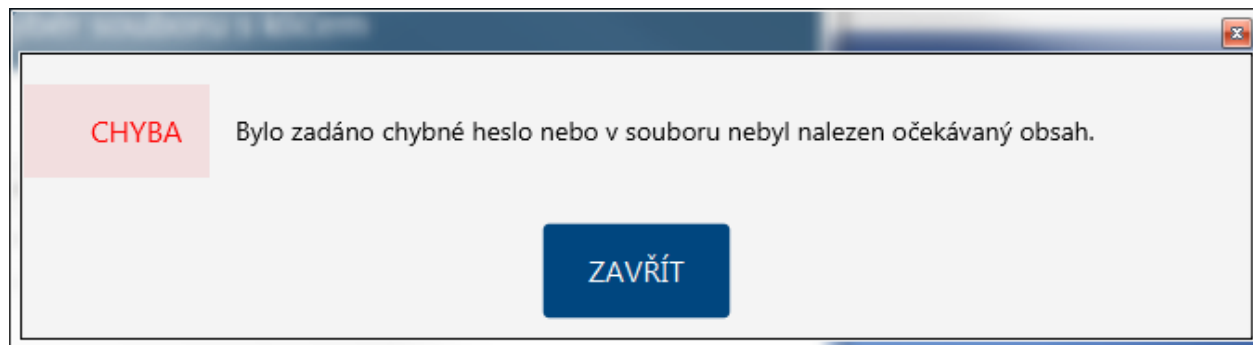 CHYBA
Bylo zadáno chybné heslo nebo v souboru nebyl nalezen očekávaný obsah.
ZAVŘÍT